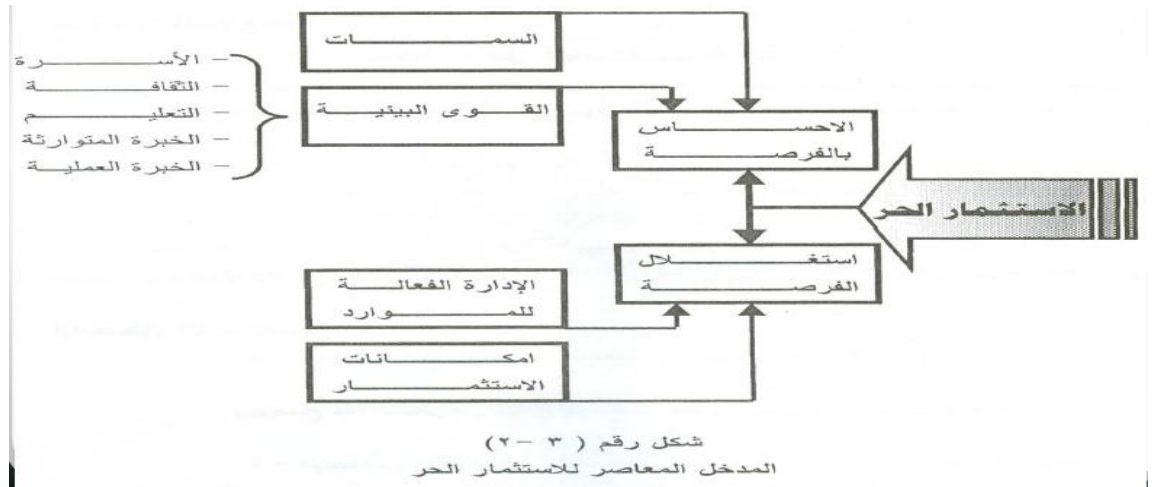 السمات
القوى البيئية
– الأسرة
– الثقافة
– التعليم
– الخبرة المتوارثة
– الخبرة العملية
الاحساس
بالفرصة
الاستثمار الحر
استغلال
الفرصة
الإدارة الفعالة
للموارد
امكانات
الاستثمار
شكل رقم ( ٣ – ٢ )
المدخل المعاصر للاستثمار الحر